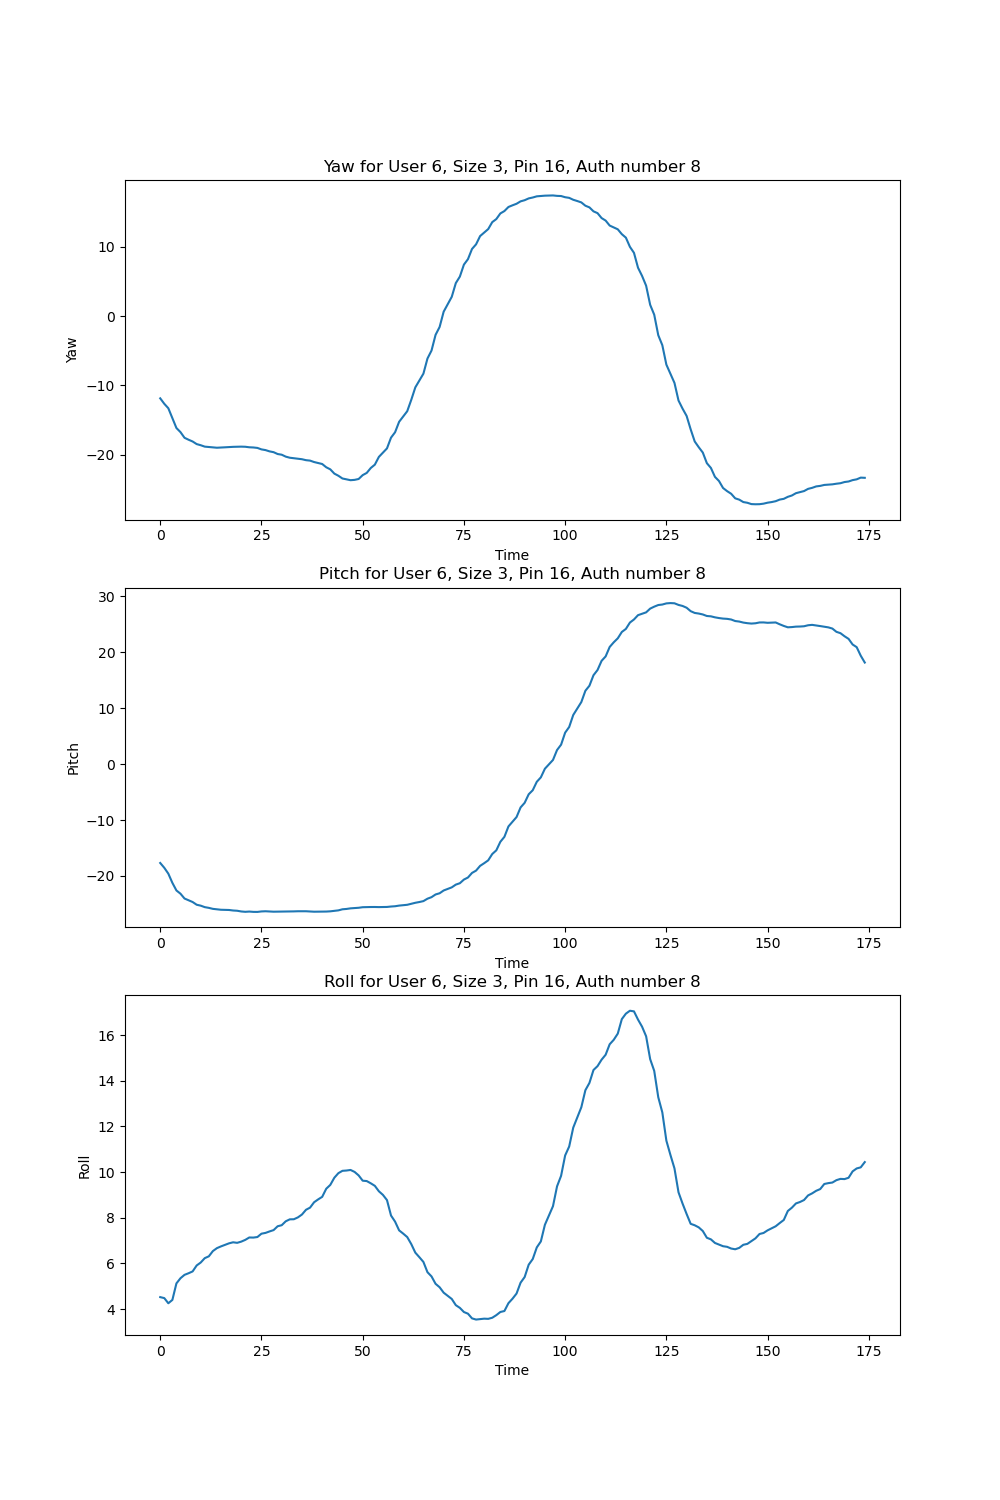 Yaw for User 6, Size 3, Pin 16, Auth number 8
10
0
−10
−20
Yaw
0 25 50 75 100 125 150 175
Time
Pitch for User 6, Size 3, Pin 16, Auth number 8
30
20
10
0
−10
−20
Pitch
0 25 50 75 100 125 150 175
Time
Roll for User 6, Size 3, Pin 16, Auth number 8
16
14
12
10
8
6
4
Roll
0 25 50 75 100 125 150 175
Time